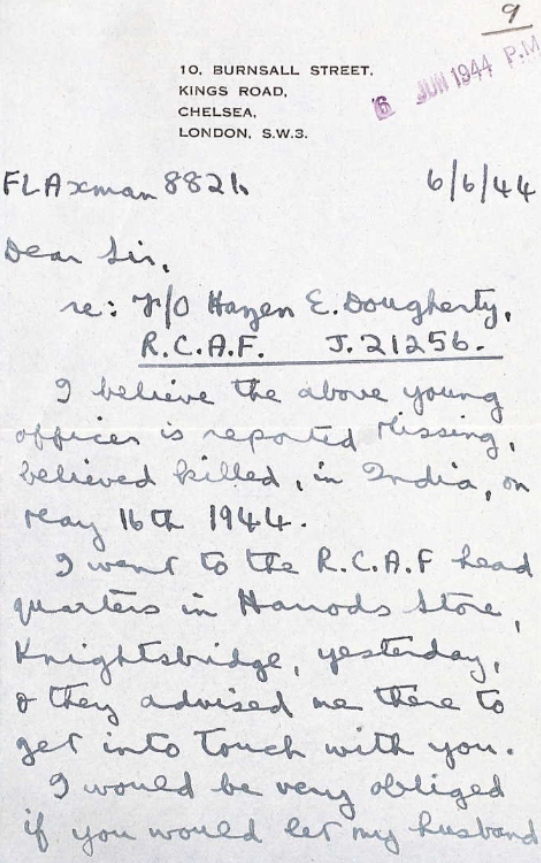 9
6 JUN 1944 P.M
10, BURNSALL STREET,
KINGS ROAD,
CHELSEA,
LONDON, S.W.3.
FLAxman 8821.
6/6/44
Dear Sir,
re: F/O Hazen E. Dougherty,
R.C.A.F. J.21256.
I believe the above young
officer is reported Missing,
believed killed, in India, on
May 16th 1944.
I went to the R.C.A.F head
quarters in Harrods Store,
Knightsbridge, yesterday,
& they advised me there to
get into touch with you.
I would be very obliged
if you would let my husband